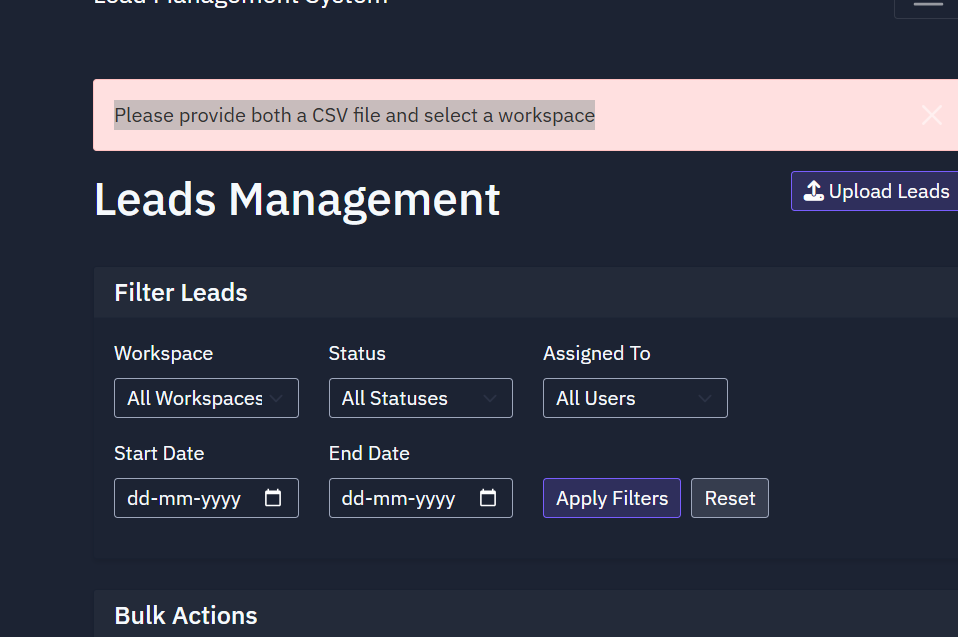 Lead Management System
Please provide both a CSV file and select a workspace
Leads Management
Upload Leads
Filter Leads
Workspace Status Assigned To
All Workspaces All Statuses All Users
Start Date End Date
dd-mm-yyyy dd-mm-yyyy Apply Filters Reset
Bulk Actions